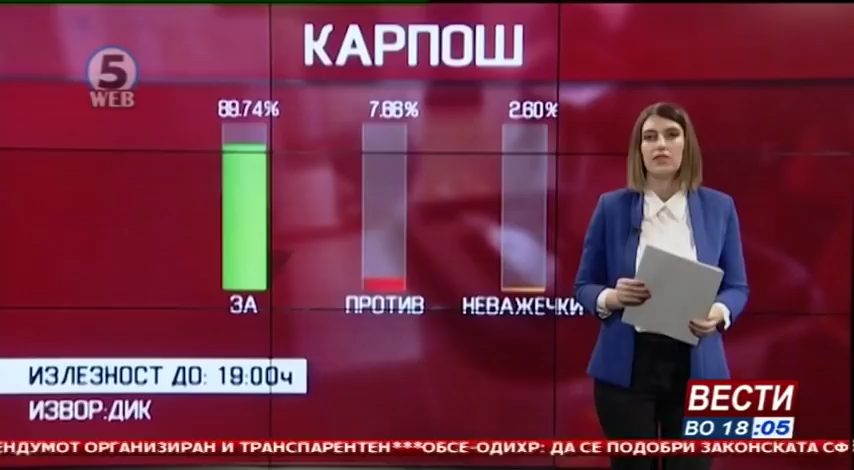 КАРПОШ
5
WEB
89.74% 7.66% 2.60%
ЗА ПРОТИВ НЕВАЖЕЧКИ
ИЗЛЕЗНОСТ ДО: 19:00ч
ИЗВОР:ДИК
ВЕСТИ
ВО 18:05
ЕНДУМОТ ОРГАНИЗИРАН И ТРАНСПАРЕНТЕН***ОБСЕ-ОДИХР: ДА СЕ ПОДОБРИ ЗАКОНСКАТА СФ